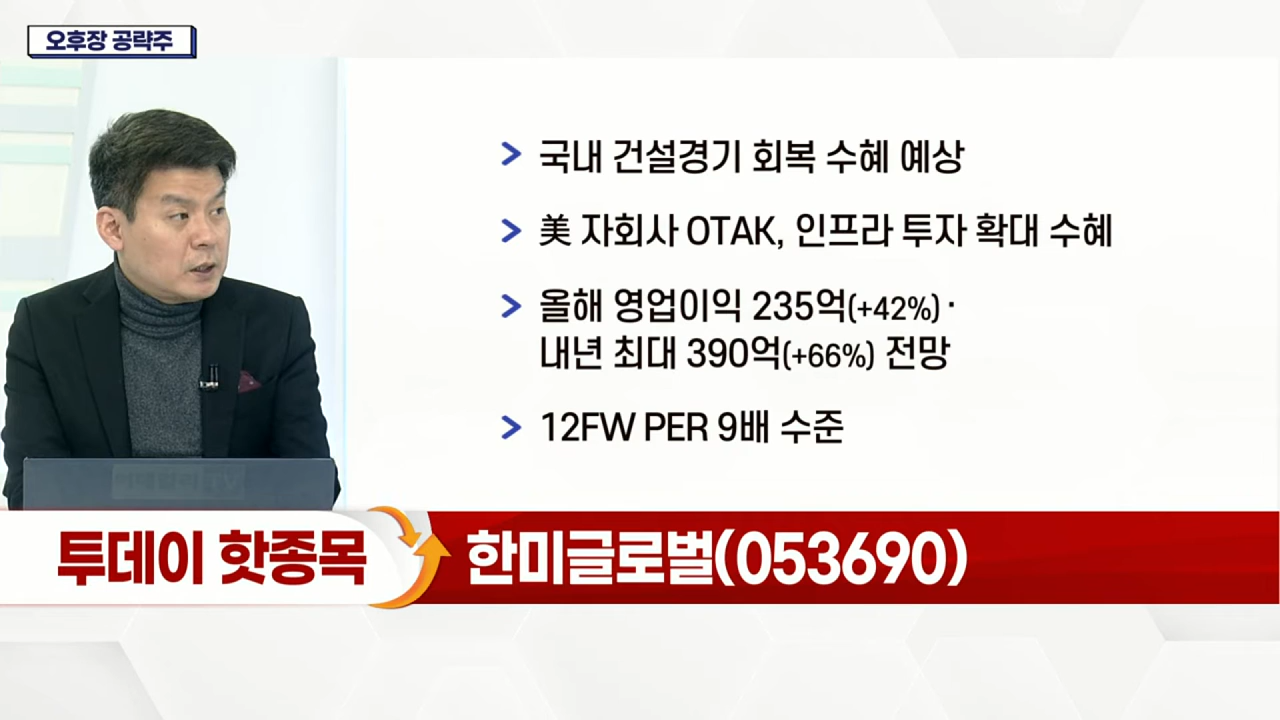 오후장 공략주
> 국내 건설경기 회복 수혜 예상
> 美 자회사 OTAK, 인프라 투자 확대 수혜
> 올해 영업이익 235억(+42%)·
내년 최대 390억(+66%) 전망
> 12FW PER 9배 수준
투데이 핫종목
한미글로벌(053690)